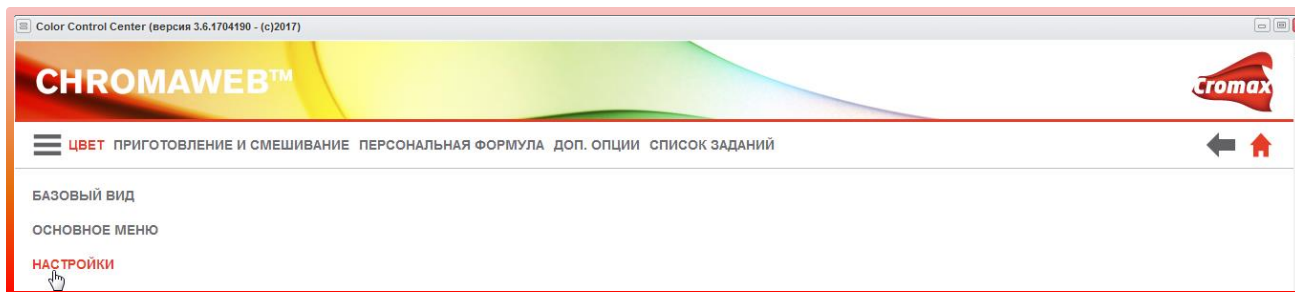 Color Control Center (версия 3.6.1704190 - (c)2017)
CHROMAWEB™
Cromax
ЦВЕТ ПРИГОТОВЛЕНИЕ И СМЕШИВАНИЕ ПЕРСОНАЛЬНАЯ ФОРМУЛА ДОП. ОПЦИИ СПИСОК ЗАДАНИЙ
БАЗОВЫЙ ВИД
ОСНОВНОЕ МЕНЮ
НАСТРОЙКИ